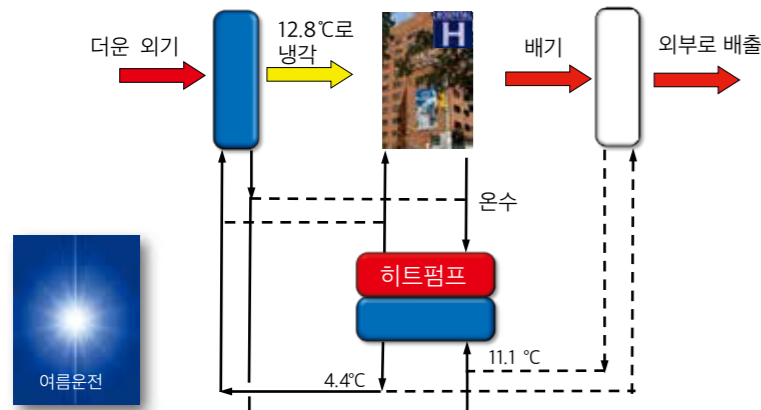 더운 외기
12.8℃로
냉각
H
배기
외부로 배출
온수
히트펌프
11.1 ℃
4.4℃
여름운전